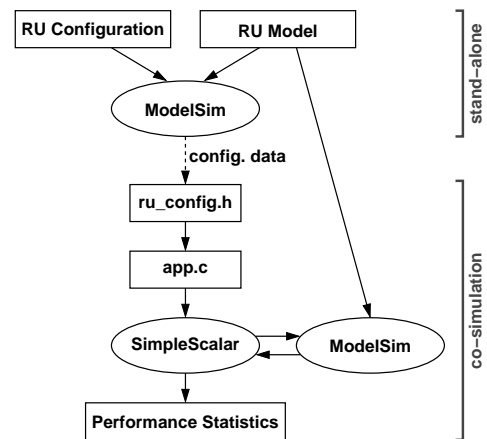 RU Configuration
RU Model
stand-alone
ModelSim
config. data
ru_config.h
app.c
SimpleScalar
ModelSim
co-simulation
Performance Statistics